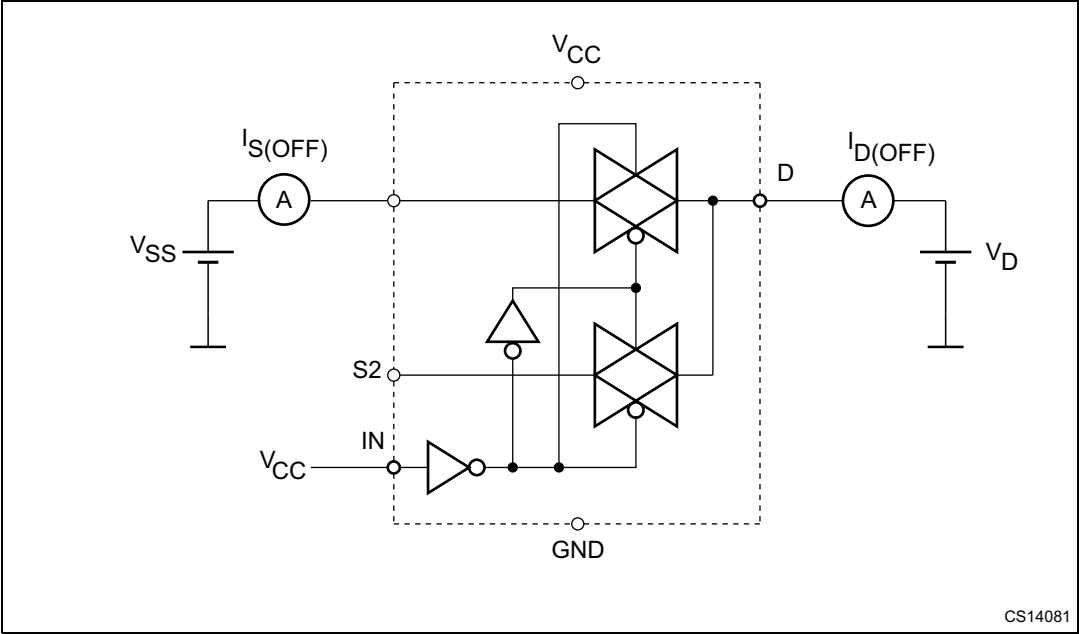 VCC
IS(OFF)
ID(OFF)
D
A
A
VSS
VD
S2
IN
VCC
GND
CS14081